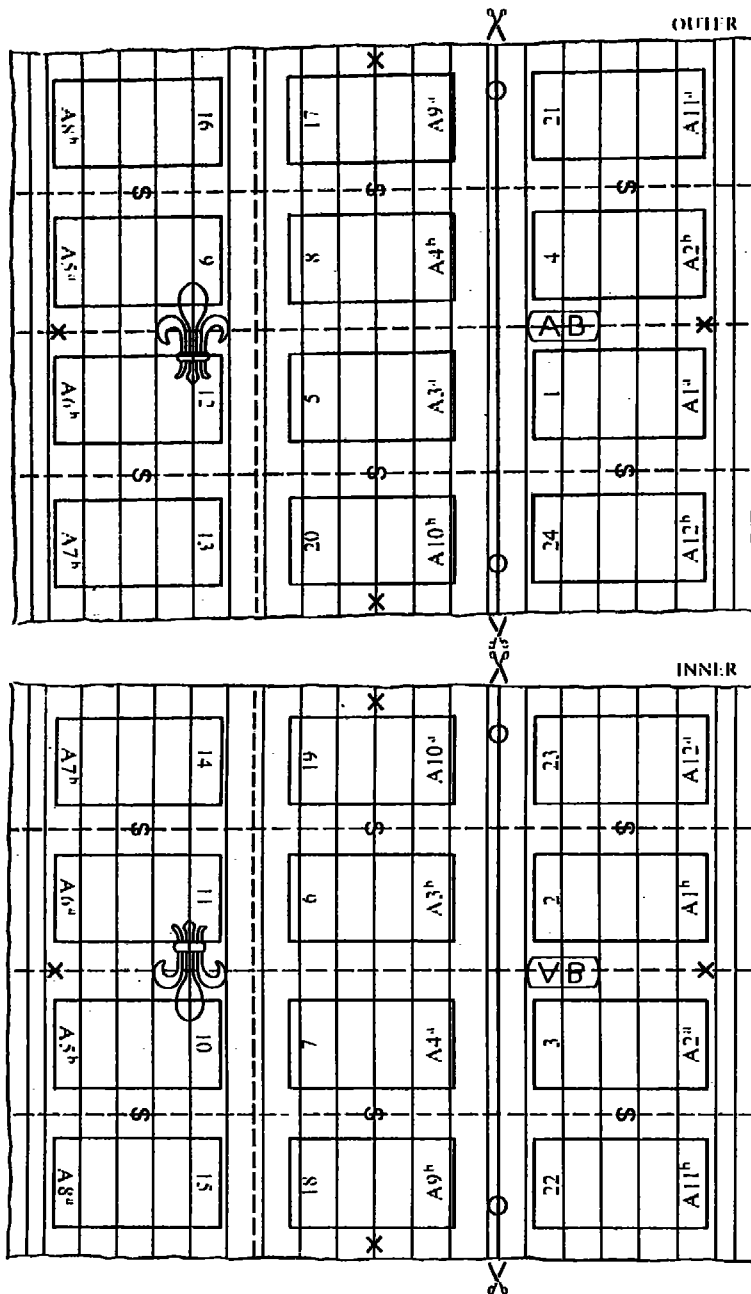 OUTER
A8ᵇ 16 17 A9ᵃ 21 A11ᵃ
S S S
A5ᵃ 9 8 A4ᵇ 4 A2ᵇ
AB
A6ᵇ 12 5 A3ᵃ 1 A1ᵃ
S S S
A7ᵇ 13 20 A10ᵇ 24 A12ᵇ
INNER
A7ᵇ 14 19 A10ᵃ 23 A12ᵃ
S S S
A6ᵃ 11 6 A3ᵇ 2 A1ᵇ
AB
A5ᵇ 10 7 A4ᵃ 3 A2ᵃ
S S S
A8ᵃ 15 18 A9ᵇ 22 A11ᵇ